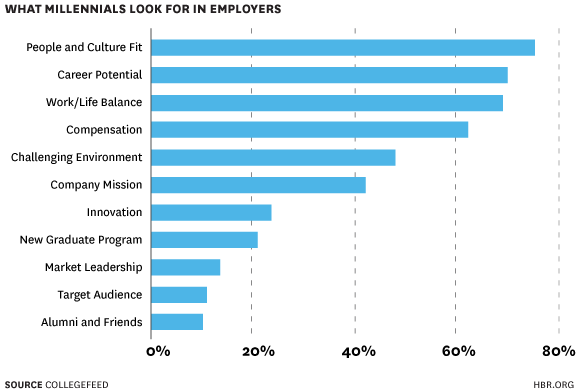 WHAT MILLENNIALS LOOK FOR IN EMPLOYERS
People and Culture Fit
Career Potential
Work/Life Balance
Compensation
Challenging Environment
Company Mission
Innovation
New Graduate Program
Market Leadership
Target Audience
Alumni and Friends
0% 20% 40% 60% 80%
SOURCE COLLEGEFEED HBR.ORG